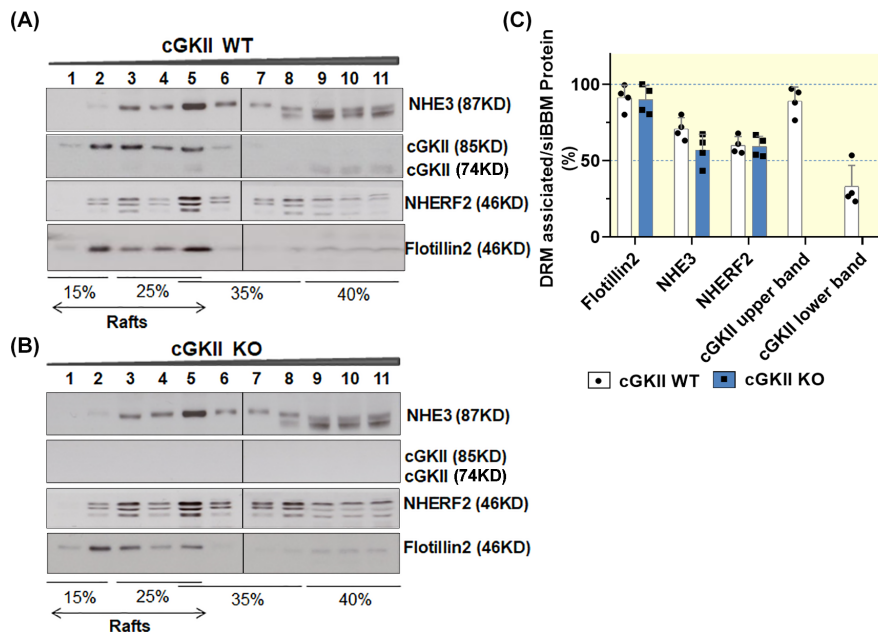 (A)
cGKII WT
1 2 3 4 5 6 7 8 9 10 11
NHE3 (87KD)
cGKII (85KD)
cGKII (74KD)
NHERF2 (46KD)
Flotillin2 (46KD)
15% 25% 35% 40%
Rafts
(B)
cGKII KO
1 2 3 4 5 6 7 8 9 10 11
NHE3 (87KD)
cGKII (85KD)
cGKII (74KD)
NHERF2 (46KD)
Flotillin2 (46KD)
15% 25% 35% 40%
Rafts
(C)
DRM assiciated/siBBM Protein
(%)
100
50
0
Flotillin2
NHE3
NHERF2
cGKII upper band
cGKII lower band
cGKII WT
cGKII KO